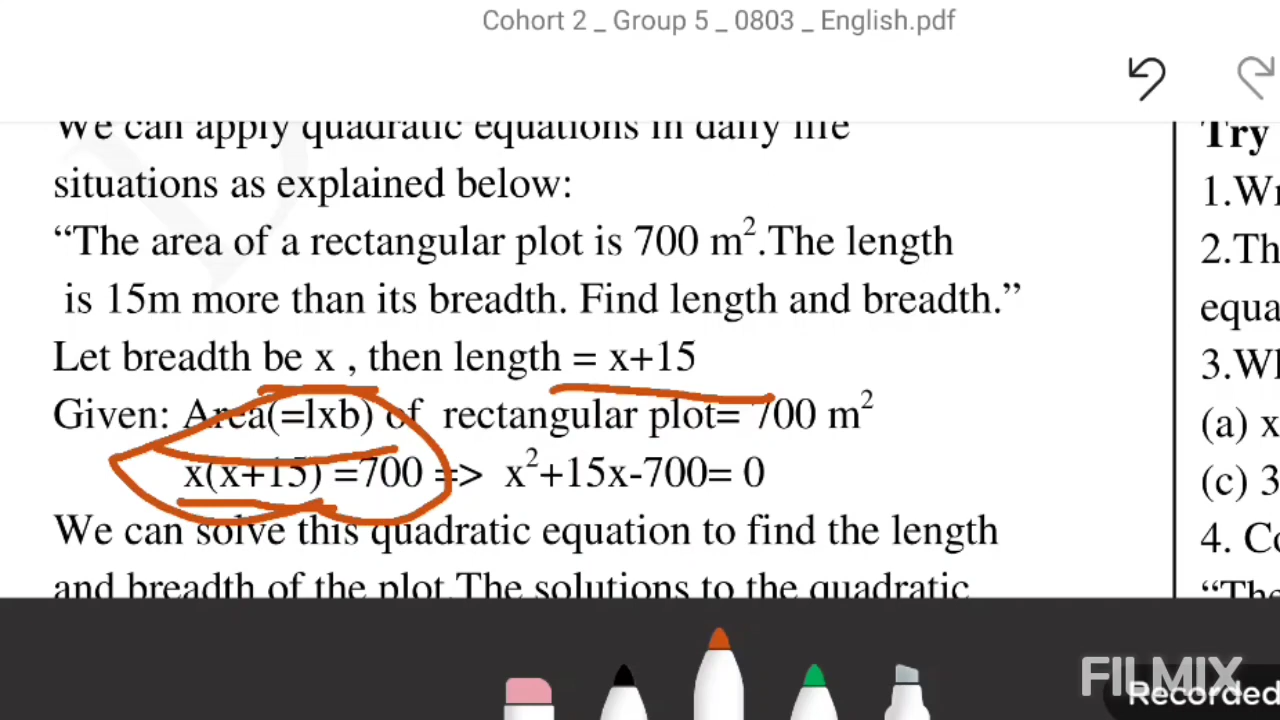 Cohort 2 _ Group 5 _ 0803 _ English.pdf
We can apply quadratic equations in daily life
situations as explained below:
“The area of a rectangular plot is 700 m².The length
is 15m more than its breadth. Find length and breadth.”
Let breadth be x , then length = x+15
Given: Area(=lxb) of rectangular plot= 700 m²
x(x+15) =700 => x²+15x-700= 0
We can solve this quadratic equation to find the length
and breadth of the plot.The solutions to the quadratic
Try
1.Wr
2.Th
equa
3.Wh
(a) x
(c) 3
4. Co
“The
FILMIX
Recorded